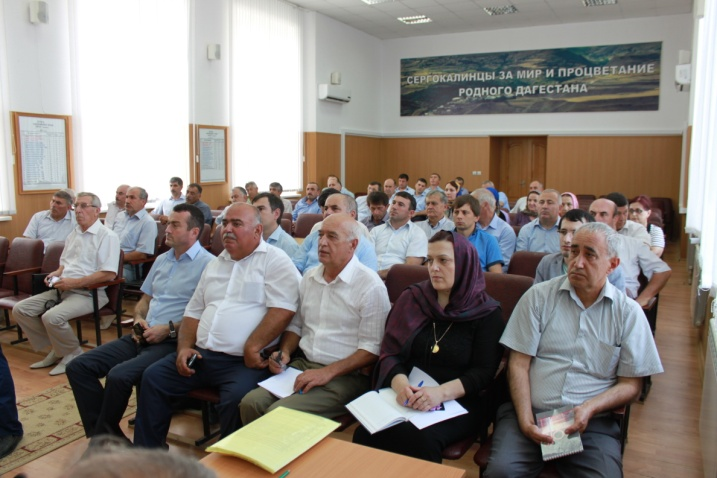 СЕРГОКАЛИНЦЫ ЗА МИР И ПРОЦВЕТАНИЕ
РОДНОГО ДАГЕСТАНА